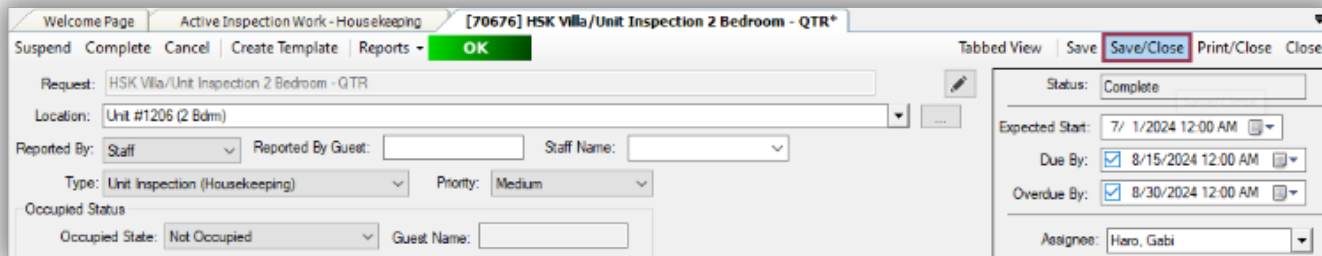 Welcome Page Active Inspection Work - Housekeeping [70676] HSK Villa/Unit Inspection 2 Bedroom - QTR*
Suspend Complete Cancel Create Template Reports OK Tabbed View Save Save/Close Print/Close Close
Request: HSK Villa/Unit Inspection 2 Bedroom - QTR
Status: Complete
Location: Unit #1206 (2 Bdrm) ...
Expected Start: 7/ 1/2024 12:00 AM
Reported By: Staff Reported By Guest: Staff Name:
Due By: 8/15/2024 12:00 AM
Type: Unit Inspection (Housekeeping) Priority: Medium
Overdue By: 8/30/2024 12:00 AM
Occupied Status
Occupied State: Not Occupied Guest Name:
Assignee: Haro, Gabi